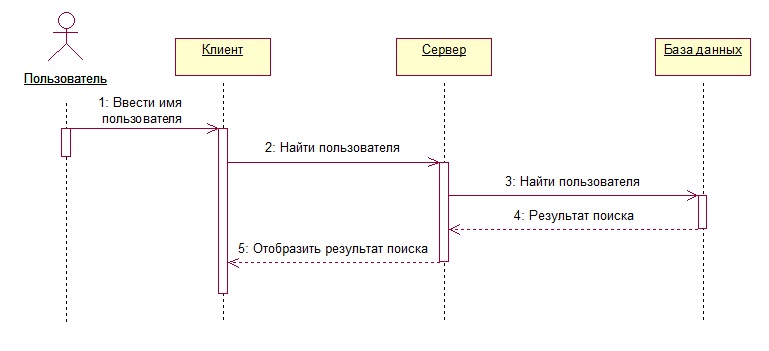 Клиент
Сервер
База данных
Пользователь
1: Ввести имя
пользователя
2: Найти пользователя
3: Найти пользователя
4: Результат поиска
5: Отобразить результат поиска